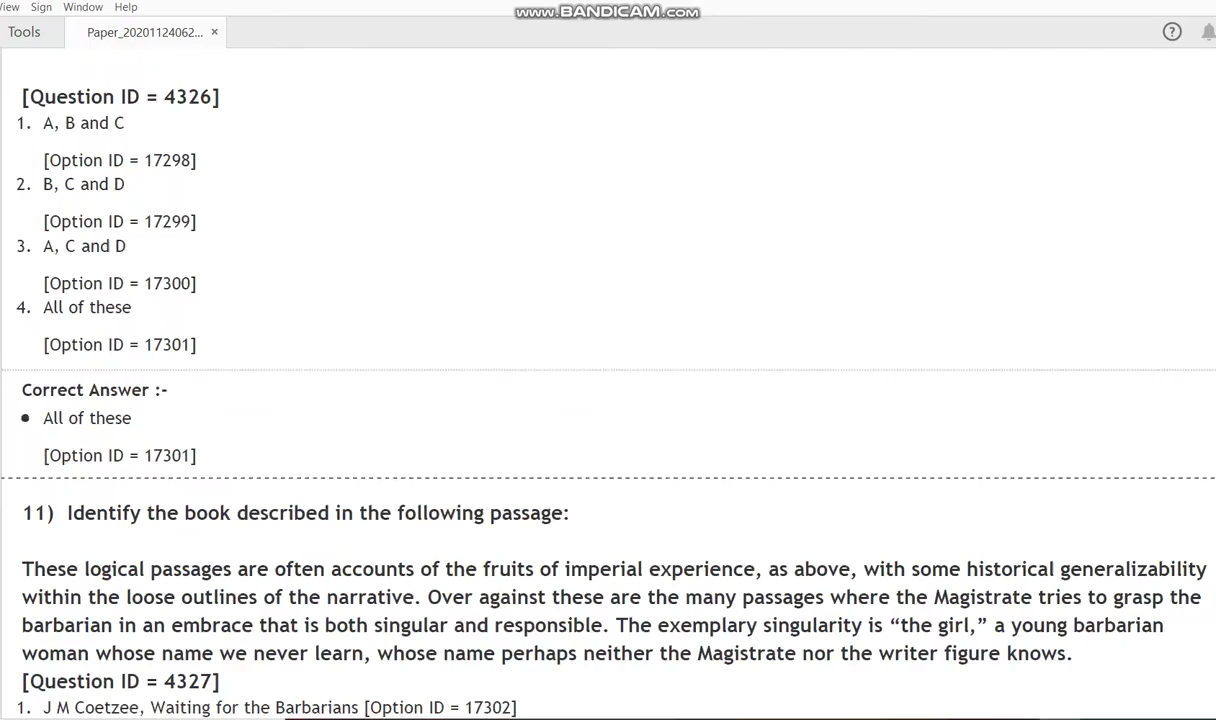 View Sign Window Help
www.BANDICAM.com
Tools Paper_20201124062... ×
?
[Question ID = 4326]
1. A, B and C
[Option ID = 17298]
2. B, C and D
[Option ID = 17299]
3. A, C and D
[Option ID = 17300]
4. All of these
[Option ID = 17301]
Correct Answer :-
• All of these
[Option ID = 17301]
11) Identify the book described in the following passage:
These logical passages are often accounts of the fruits of imperial experience, as above, with some historical generalizability
within the loose outlines of the narrative. Over against these are the many passages where the Magistrate tries to grasp the
barbarian in an embrace that is both singular and responsible. The exemplary singularity is “the girl,” a young barbarian
woman whose name we never learn, whose name perhaps neither the Magistrate nor the writer figure knows.
[Question ID = 4327]
1. J M Coetzee, Waiting for the Barbarians [Option ID = 17302]